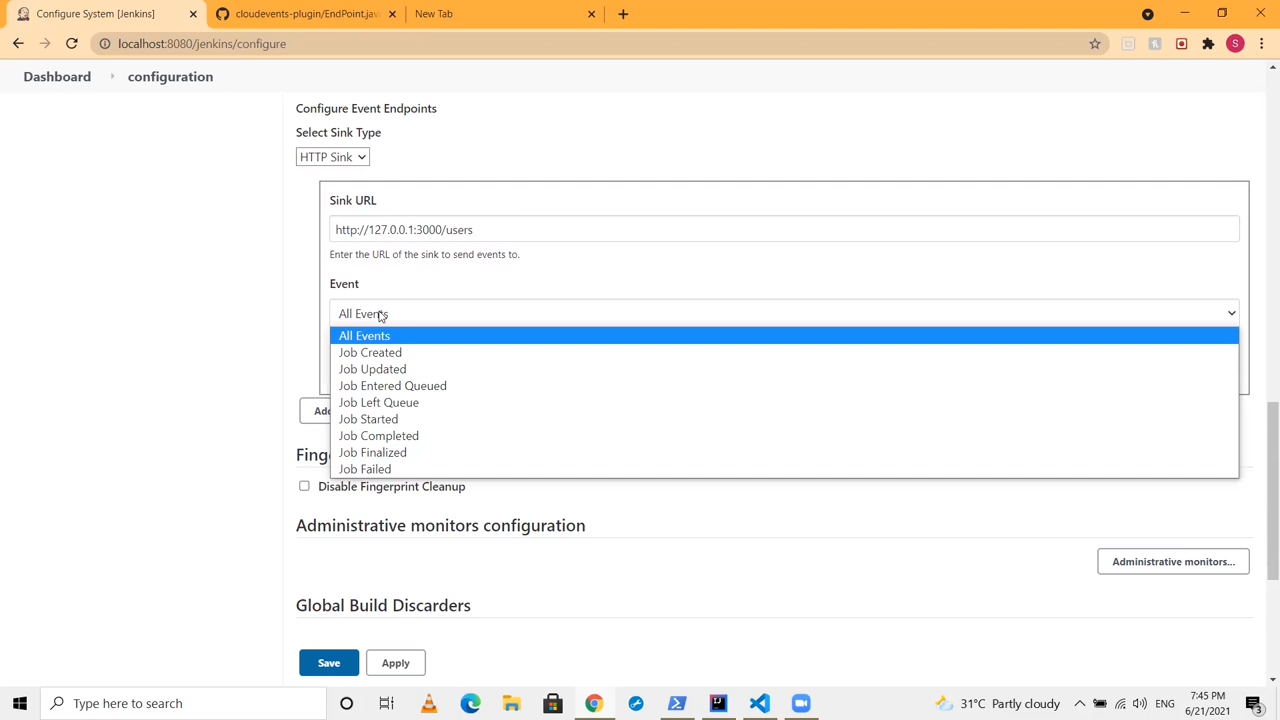 Configure System [Jenkins]
cloudevents-plugin/EndPoint.jav
New Tab
localhost:8080/jenkins/configure
S
Dashboard
configuration
Configure Event Endpoints
Select Sink Type
HTTP Sink
Sink URL
http://127.0.0.1:3000/users
Enter the URL of the sink to send events to.
Event
All Events
All Events
Job Created
Job Updated
Job Entered Queued
Job Left Queue
Job Started
Job Completed
Job Finalized
Job Failed
Add
Fing
Disable Fingerprint Cleanup
Administrative monitors configuration
Administrative monitors...
Global Build Discarders
Save
Apply
Type here to search
31°C Partly cloudy
ENG
7:45 PM
6/21/2021
3